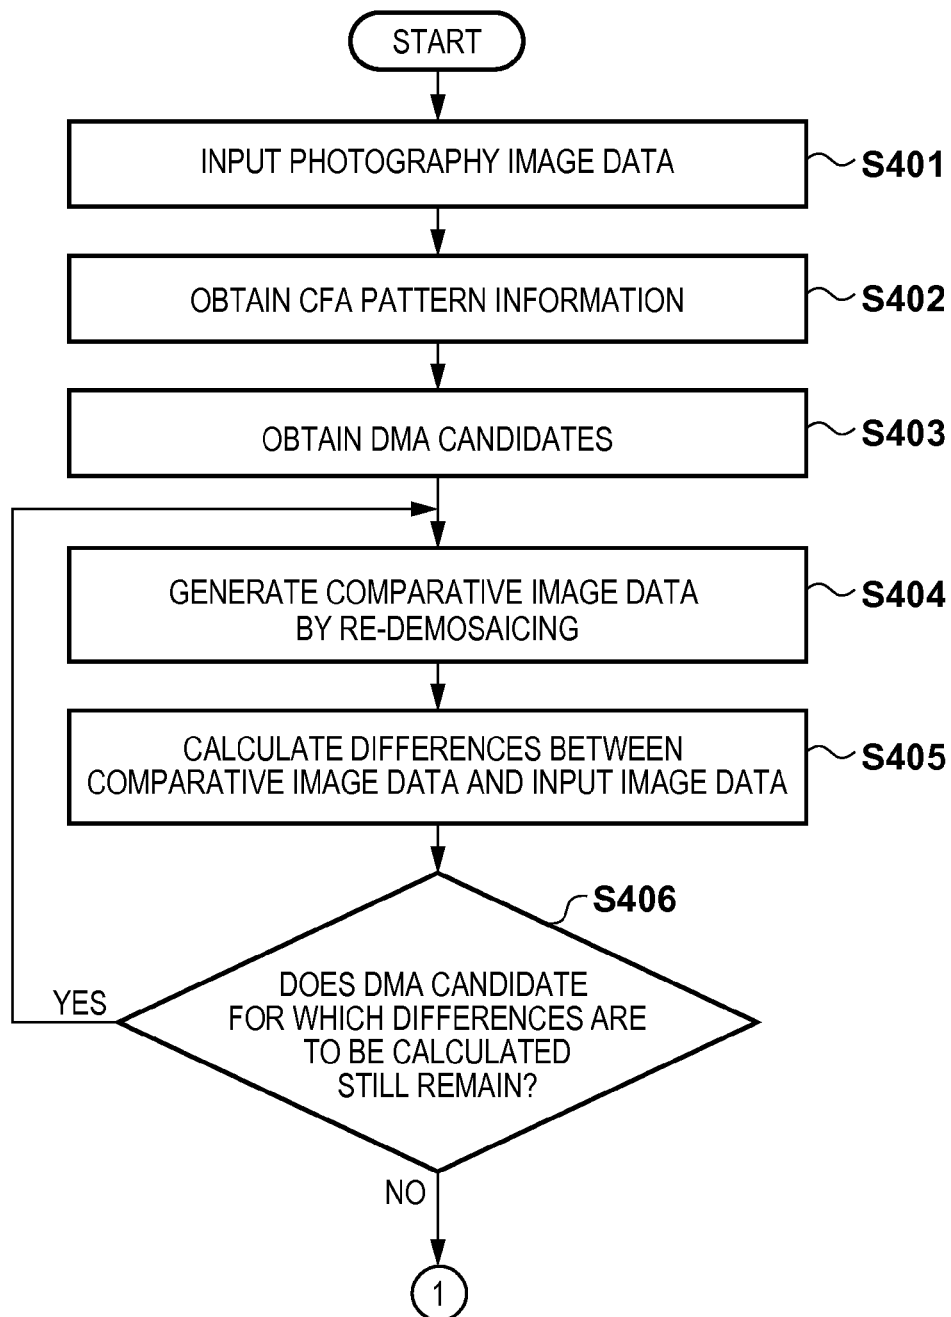 START
INPUT PHOTOGRAPHY IMAGE DATA
S401
OBTAIN CFA PATTERN INFORMATION
S402
OBTAIN DMA CANDIDATES
S403
GENERATE COMPARATIVE IMAGE DATA
BY RE-DEMOSAICING
S404
CALCULATE DIFFERENCES BETWEEN
COMPARATIVE IMAGE DATA AND INPUT IMAGE DATA
S405
S406
DOES DMA CANDIDATE
FOR WHICH DIFFERENCES ARE
TO BE CALCULATED
STILL REMAIN?
YES
NO
1